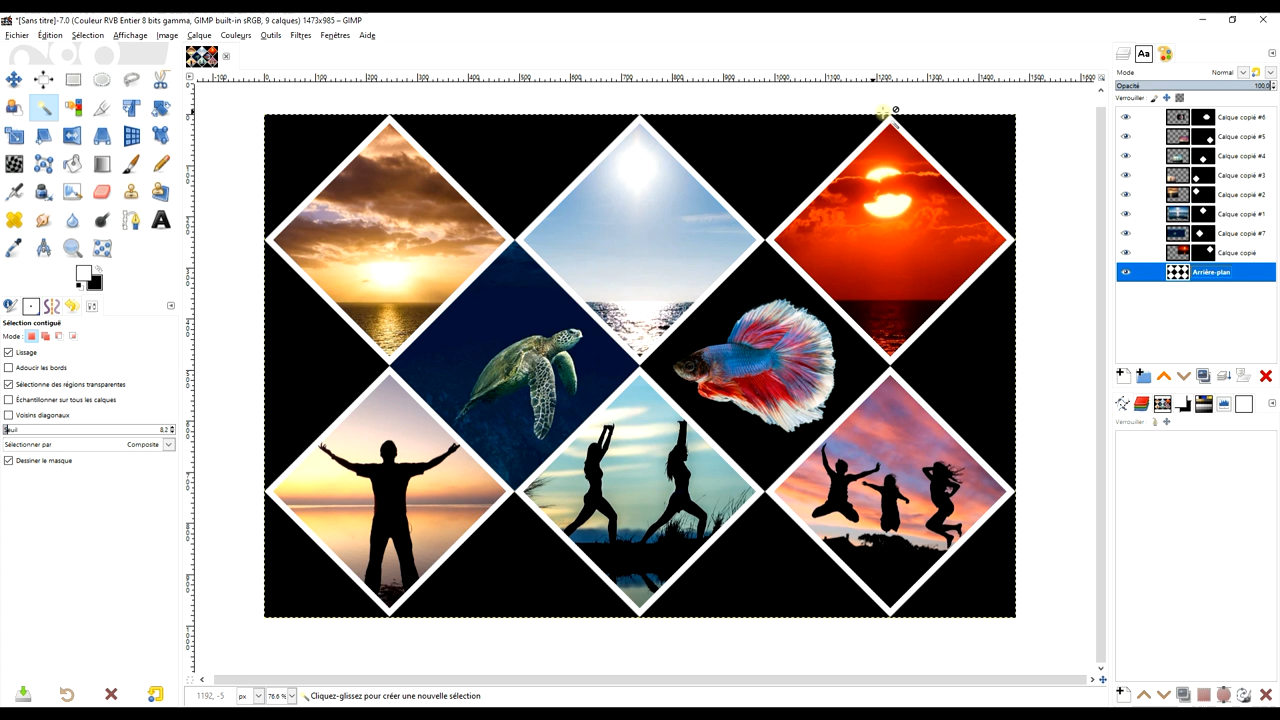 *[Sans titre]-7.0 (Couleur RVB Entier 8 bits gamma, GIMP built-in sRGB, 9 calques) 1473x985 – GIMP
Fichier Édition Sélection Affichage Image Calque Couleurs Outils Filtres Fenêtres Aide
Mode Normal
Opacité 100,0
Verrouiller :
Calque copié #6
Calque copié #5
Calque copié #4
Calque copié #3
Calque copié #2
Calque copié #1
Calque copié #7
Calque copié
Arrière-plan
Sélection contiguë
Mode :
Lissage
Adoucir les bords
Sélectionne des régions transparentes
Échantillonner sur tous les calques
Voisins diagonaux
Seuil 8,2
Sélectionner par Composite
Dessiner le masque
Verrouiller :
1192, -5 px 76.6 % Cliquez-glissez pour créer une nouvelle sélection